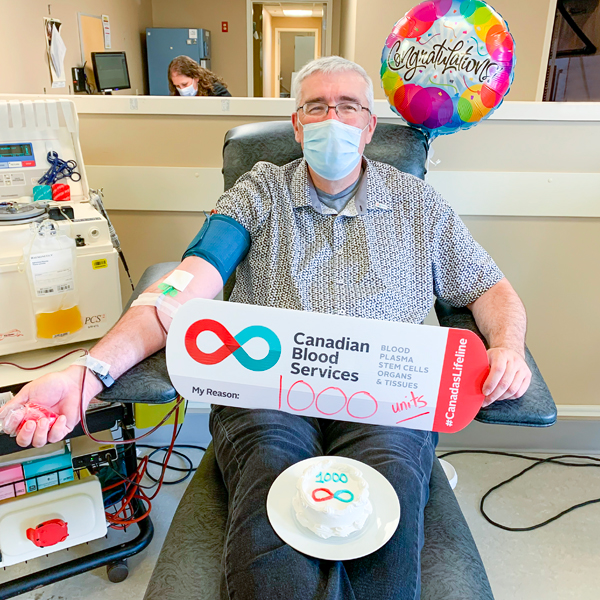 Congratulations
PCS
Canadian
Blood
Services
BLOOD
PLASMA
STEM CELLS
ORGANS
& TISSUES
My Reason:
1000 units
#CanadasLifeline
1000